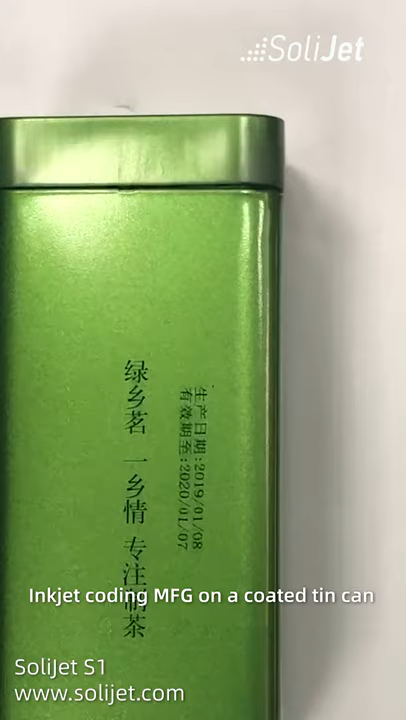 SoliJet
绿乡茗 一乡情 专注制茶
生产日期:2019/01/08
有效期至:2020/01/07
Inkjet coding MFG on a coated tin can
SoliJet S1
www.solijet.com